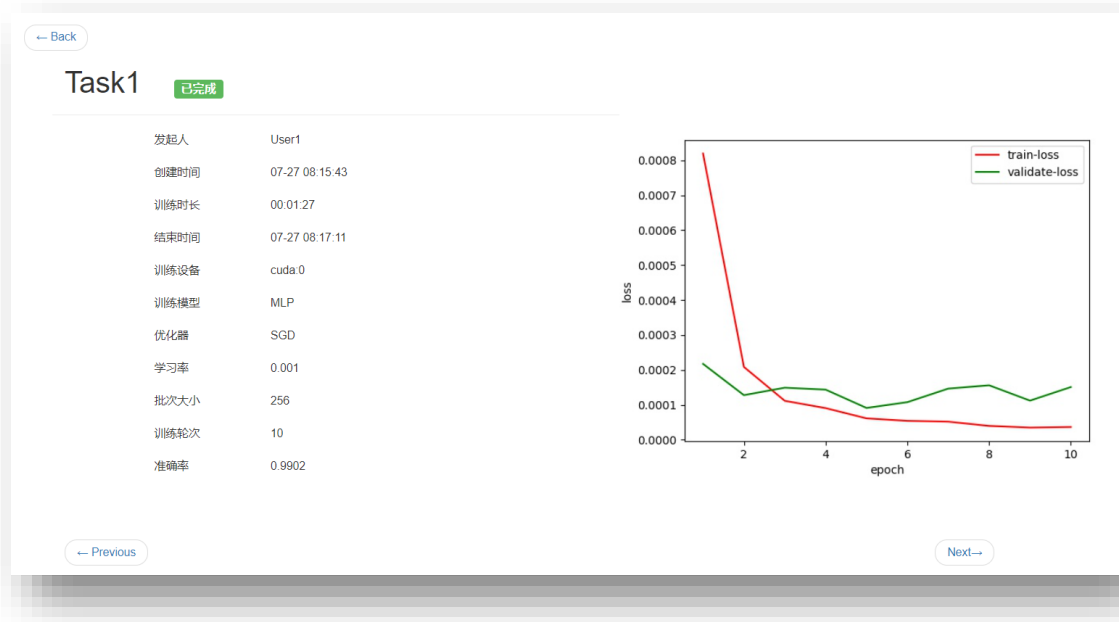 ← Back
Task1 已完成
发起人 User1
创建时间 07-27 08:15:43
训练时长 00:01:27
结束时间 07-27 08:17:11
训练设备 cuda:0
训练模型 MLP
优化器 SGD
学习率 0.001
批次大小 256
训练轮次 10
准确率 0.9902
train-loss
validate-loss
0.0008
0.0007
0.0006
0.0005
0.0004
0.0003
0.0002
0.0001
0.0000
loss
2 4 6 8 10
epoch
← Previous Next→